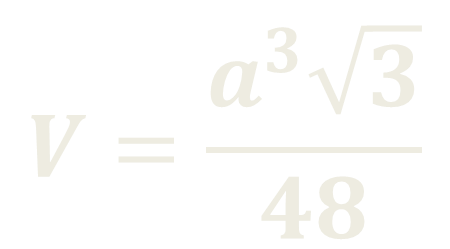 V = a³√3 / 48